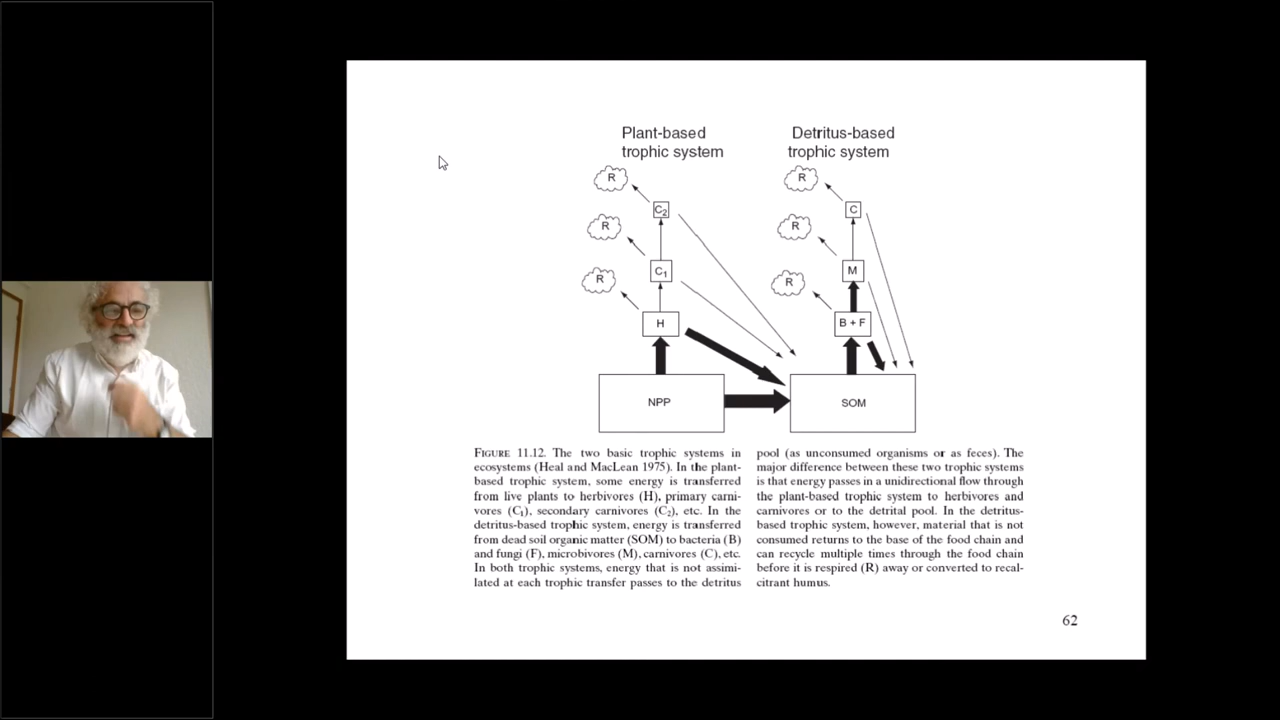 Plant-based
trophic system
Detritus-based
trophic system
R
C₂
R
C₁
R
H
NPP
R
C
R
M
R
B + F
SOM
FIGURE 11.12. The two basic trophic systems in
ecosystems (Heal and MacLean 1975). In the plant-
based trophic system, some energy is transferred
from live plants to herbivores (H), primary carni-
vores (C₁), secondary carnivores (C₂), etc. In the
detritus-based trophic system, energy is transferred
from dead soil organic matter (SOM) to bacteria (B)
and fungi (F), microbivores (M), carnivores (C), etc.
In both trophic systems, energy that is not assimi-
lated at each trophic transfer passes to the detritus
pool (as unconsumed organisms or as feces). The
major difference between these two trophic systems
is that energy passes in a unidirectional flow through
the plant-based trophic system to herbivores and
carnivores or to the detrital pool. In the detritus-
based trophic system, however, material that is not
consumed returns to the base of the food chain and
can recycle multiple times through the food chain
before it is respired (R) away or converted to recal-
citrant humus.
62